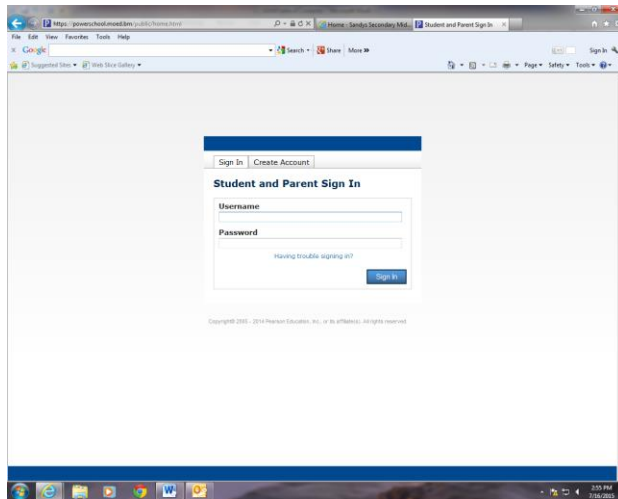 https://powerschool.moed.bm/public/home.html
Home - Sandys Secondary Mid...
Student and Parent Sign In
File Edit View Favorites Tools Help
Google
Search
Share
More
Sign In
Suggested Sites
Web Slice Gallery
Page
Safety
Tools
Sign In
Create Account
Student and Parent Sign In
Username
Password
Having trouble signing in?
Sign In
Copyright© 2005 - 2014 Pearson Education, Inc., or its affiliate(s). All rights reserved.
2:55 PM
7/16/2015